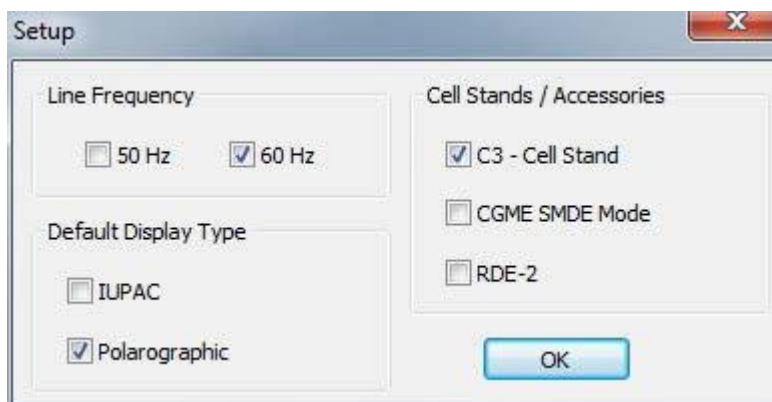 Setup
Line Frequency
50 Hz
60 Hz
Default Display Type
IUPAC
Polarographic
Cell Stands / Accessories
C3 - Cell Stand
CGME SMDE Mode
RDE-2
OK